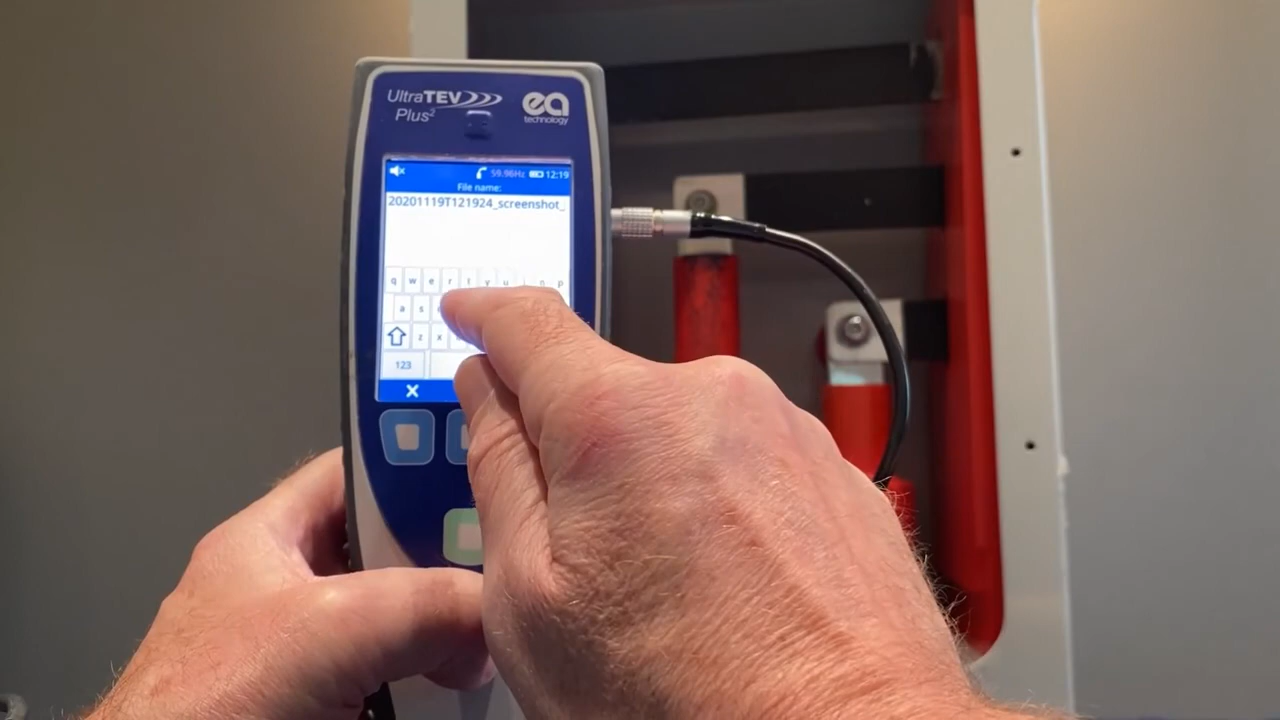 UltraTEV
Plus²
ea
technology
59.96Hz 12:19
File name:
20201119T121924_screenshot_
q w e r t y u o p
a s
z x
123